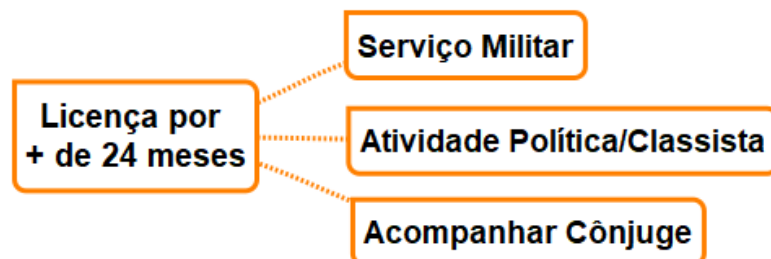 Licença por
+ de 24 meses
Serviço Militar
Atividade Política/Classista
Acompanhar Cônjuge